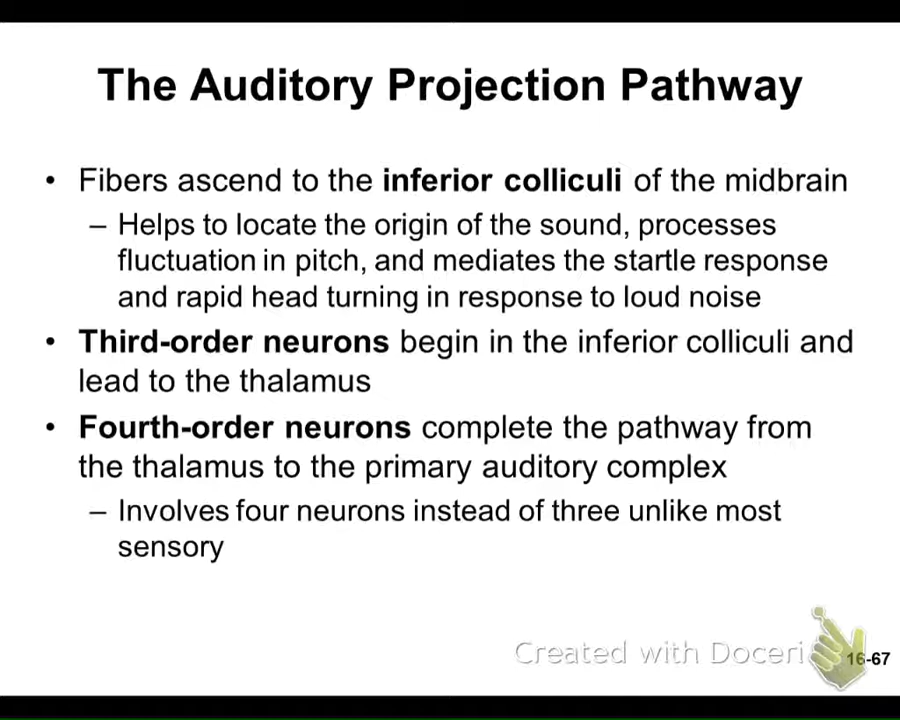 The Auditory Projection Pathway
• Fibers ascend to the inferior colliculi of the midbrain
– Helps to locate the origin of the sound, processes
fluctuation in pitch, and mediates the startle response
and rapid head turning in response to loud noise
• Third-order neurons begin in the inferior colliculi and
lead to the thalamus
• Fourth-order neurons complete the pathway from
the thalamus to the primary auditory complex
– Involves four neurons instead of three unlike most
sensory
Created with Doceri
16-67